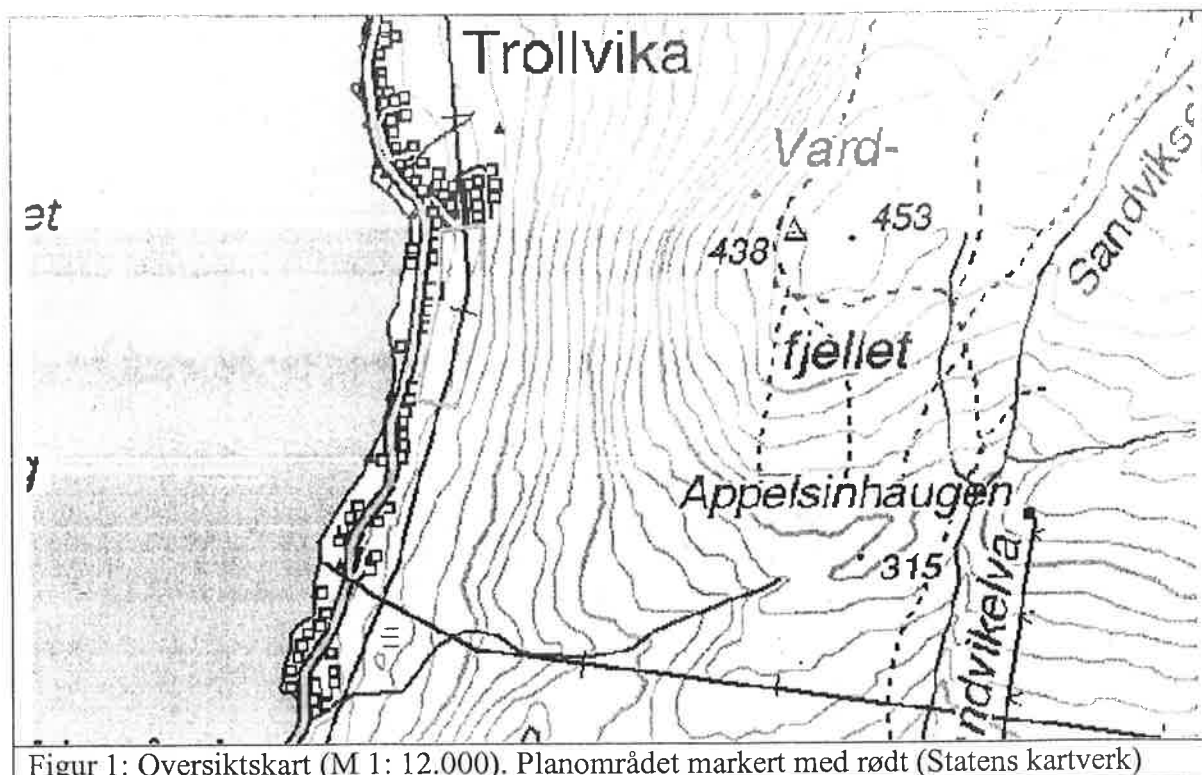 Trollvika
Vard-
et
453
438
Sandviks
fjellet
Appelsinhaugen
315
ndvikelva
Figur 1: Oversiktskart (M 1: 12.000). Planområdet markert med rødt (Statens kartverk)